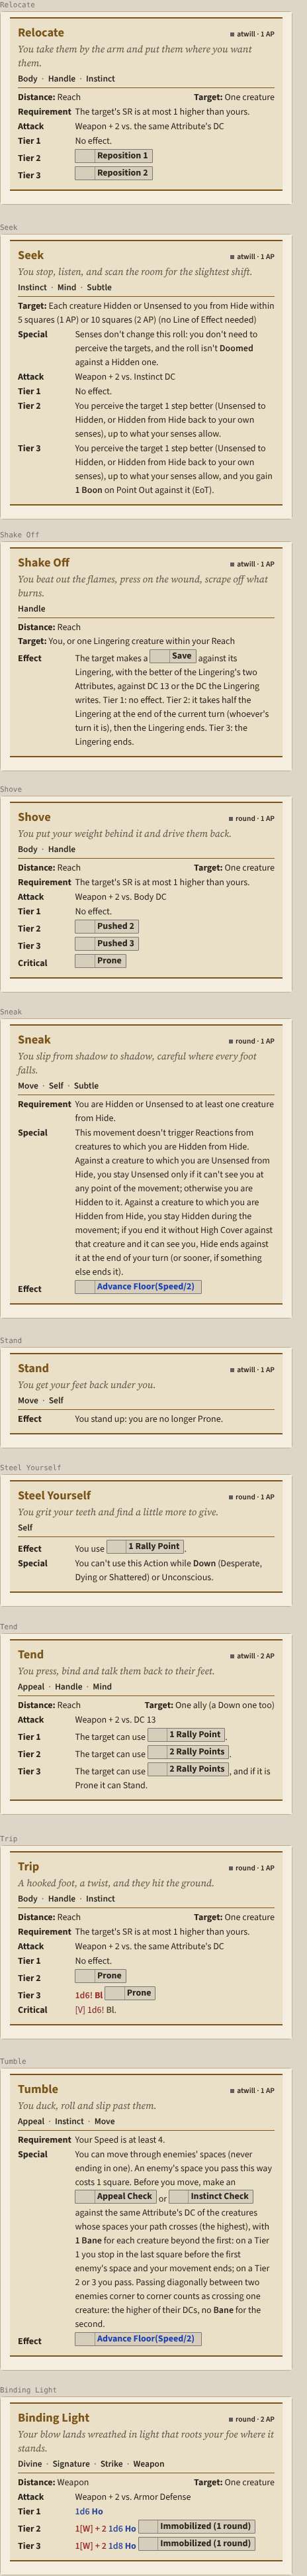 Relocate
Relocate ■ atwill · 1 AP
You take them by the arm and put them where you want
them.
Body · Handle · Instinct
Distance: Reach Target: One creature
Requirement The target's SR is at most 1 higher than yours.
Attack Weapon + 2 vs. the same Attribute's DC
Tier 1 No effect.
Tier 2 Reposition 1
Tier 3 Reposition 2
Seek
Seek ■ atwill · 1 AP
You stop, listen, and scan the room for the slightest shift.
Instinct · Mind · Subtle
Target: Each creature Hidden or Unsensed to you from Hide within
5 squares (1 AP) or 10 squares (2 AP) (no Line of Effect needed)
Special Senses don't change this roll: you don't need to
perceive the targets, and the roll isn't Doomed
against a Hidden one.
Attack Weapon + 2 vs. Instinct DC
Tier 1 No effect.
Tier 2 You perceive the target 1 step better (Unsensed to
Hidden, or Hidden from Hide back to your own
senses), up to what your senses allow.
Tier 3 You perceive the target 1 step better (Unsensed to
Hidden, or Hidden from Hide back to your own
senses), up to what your senses allow, and you gain
1 Boon on Point Out against it (EoT).
Shake Off
Shake Off ■ atwill · 1 AP
You beat out the flames, press on the wound, scrape off what
burns.
Handle
Distance: Reach
Target: You, or one Lingering creature within your Reach
Effect The target makes a Save against its
Lingering, with the better of the Lingering's two
Attributes, against DC 13 or the DC the Lingering
writes. Tier 1: no effect. Tier 2: it takes half the
Lingering at the end of the current turn (whoever's
turn it is), then the Lingering ends. Tier 3: the
Lingering ends.
Shove
Shove ■ round · 1 AP
You put your weight behind it and drive them back.
Body · Handle
Distance: Reach Target: One creature
Requirement The target's SR is at most 1 higher than yours.
Attack Weapon + 2 vs. Body DC
Tier 1 No effect.
Tier 2 Pushed 2
Tier 3 Pushed 3
Critical Prone
Sneak
Sneak ■ round · 1 AP
You slip from shadow to shadow, careful where every foot
falls.
Move · Self · Subtle
Requirement You are Hidden or Unsensed to at least one creature
from Hide.
Special This movement doesn't trigger Reactions from
creatures to which you are Hidden from Hide.
Against a creature to which you are Unsensed from
Hide, you stay Unsensed only if it can't see you at
any point of the movement; otherwise you are
Hidden to it. Against a creature to which you are
Hidden from Hide, you stay Hidden during the
movement; if you end it without High Cover against
that creature and it can see you, Hide ends against
it at the end of your turn (or sooner, if something
else ends it).
Effect Advance Floor(Speed/2)
Stand
Stand ■ atwill · 1 AP
You get your feet back under you.
Move · Self
Effect You stand up: you are no longer Prone.
Steel Yourself
Steel Yourself ■ round · 1 AP
You grit your teeth and find a little more to give.
Self
Effect You use 1 Rally Point.
Special You can't use this Action while Down (Desperate,
Dying or Shattered) or Unconscious.
Tend
Tend ■ atwill · 2 AP
You press, bind and talk them back to their feet.
Appeal · Handle · Mind
Distance: Reach Target: One ally (a Down one too)
Attack Weapon + 2 vs. DC 13
Tier 1 The target can use 1 Rally Point.
Tier 2 The target can use 2 Rally Points.
Tier 3 The target can use 2 Rally Points, and if it is
Prone it can Stand.
Trip
Trip ■ round · 1 AP
A hooked foot, a twist, and they hit the ground.
Body · Handle · Instinct
Distance: Reach Target: One creature
Requirement The target's SR is at most 1 higher than yours.
Attack Weapon + 2 vs. the same Attribute's DC
Tier 1 No effect.
Tier 2 Prone
Tier 3 1d6! Bl Prone
Critical [V] 1d6! Bl.
Tumble
Tumble ■ atwill · 1 AP
You duck, roll and slip past them.
Appeal · Instinct · Move
Requirement Your Speed is at least 4.
Special You can move through enemies' spaces (never
ending in one). An enemy's space you pass this way
costs 1 square. Before you move, make an
Appeal Check or Instinct Check
against the same Attribute's DC of the creatures
whose spaces your path crosses (the highest), with
1 Bane for each creature beyond the first: on a Tier
1 you stop in the last square before the first
enemy's space and your movement ends; on a Tier
2 or 3 you pass. Passing diagonally between two
enemies corner to corner counts as crossing one
creature: the higher of their DCs, no Bane for the
second.
Effect Advance Floor(Speed/2)
Binding Light
Binding Light ■ round · 2 AP
Your blow lands wreathed in light that roots your foe where it
stands.
Divine · Signature · Strike · Weapon
Distance: Weapon Target: One creature
Attack Weapon + 2 vs. Armor Defense
Tier 1 1d6 Ho
Tier 2 1[W] + 2 1d6 Ho Immobilized (1 round)
Tier 3 1[W] + 2 1d8 Ho Immobilized (1 round)